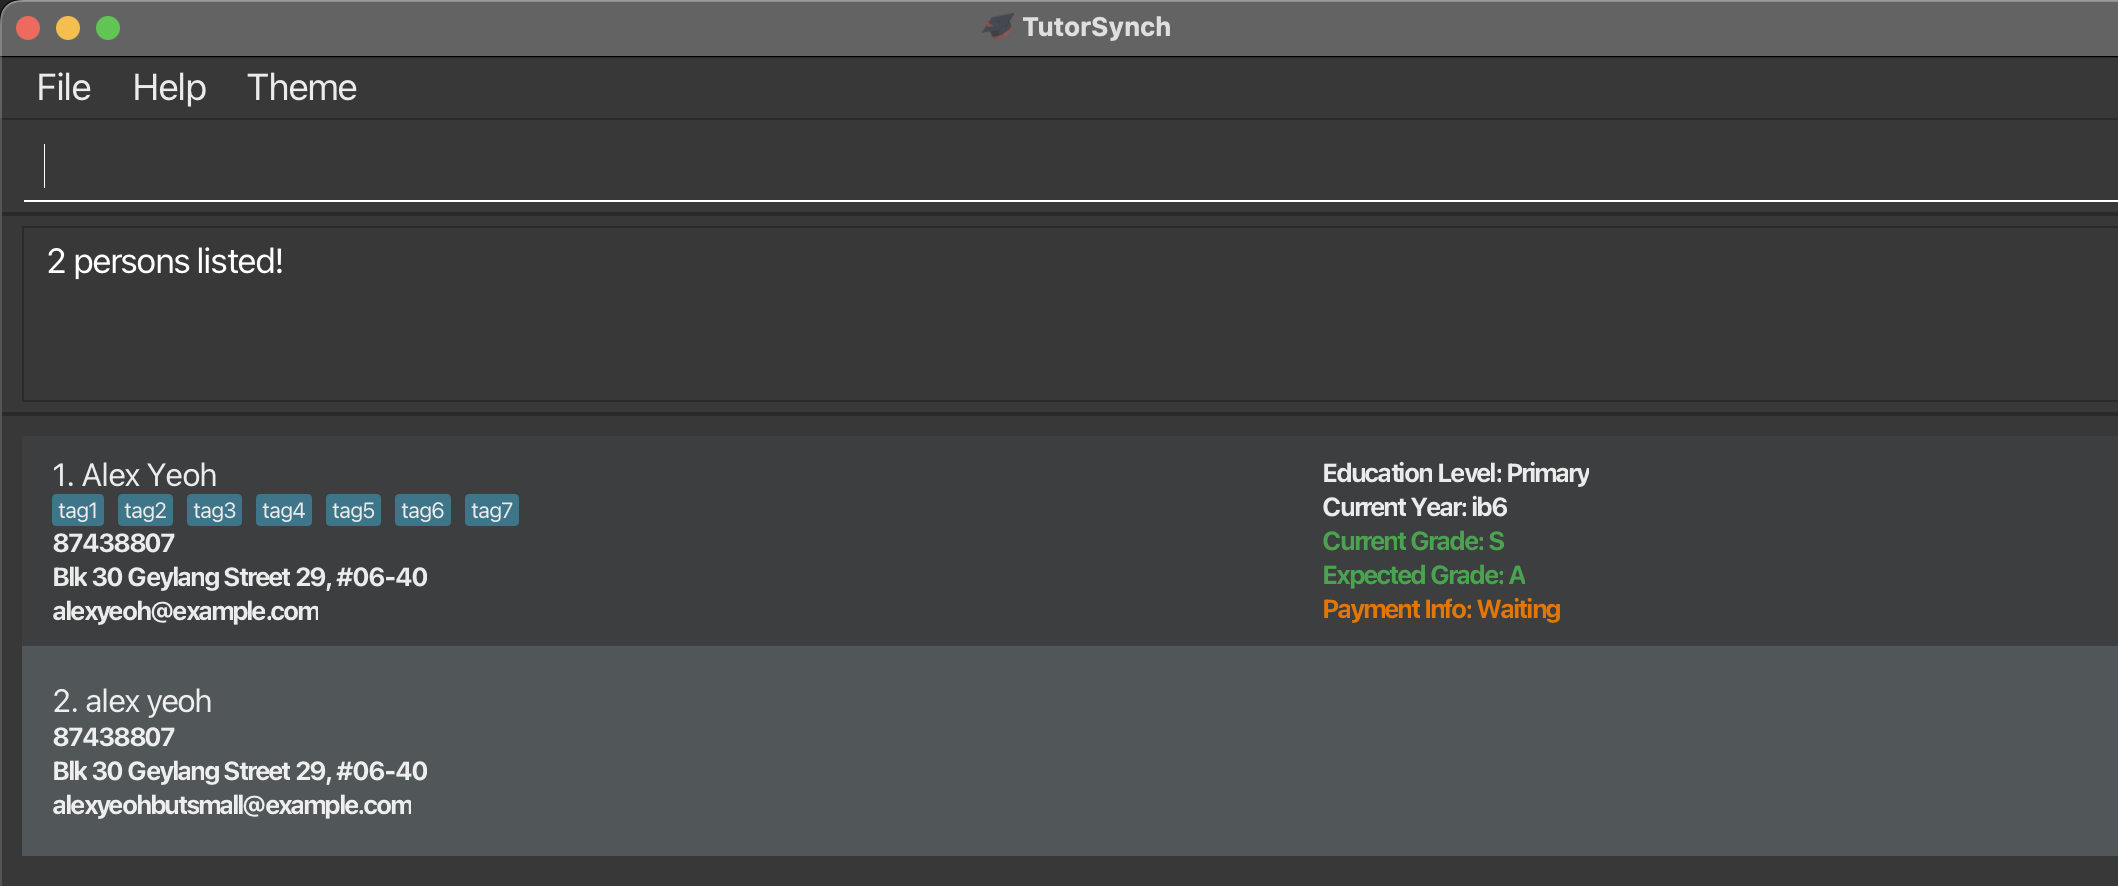 TutorSynch
File Help Theme
2 persons listed!
1. Alex Yeoh
tag1 tag2 tag3 tag4 tag5 tag6 tag7
87438807
Blk 30 Geylang Street 29, #06-40
alexyeoh@example.com
Education Level: Primary
Current Year: ib6
Current Grade: S
Expected Grade: A
Payment Info: Waiting
2. alex yeoh
87438807
Blk 30 Geylang Street 29, #06-40
alexyeohbutsmall@example.com